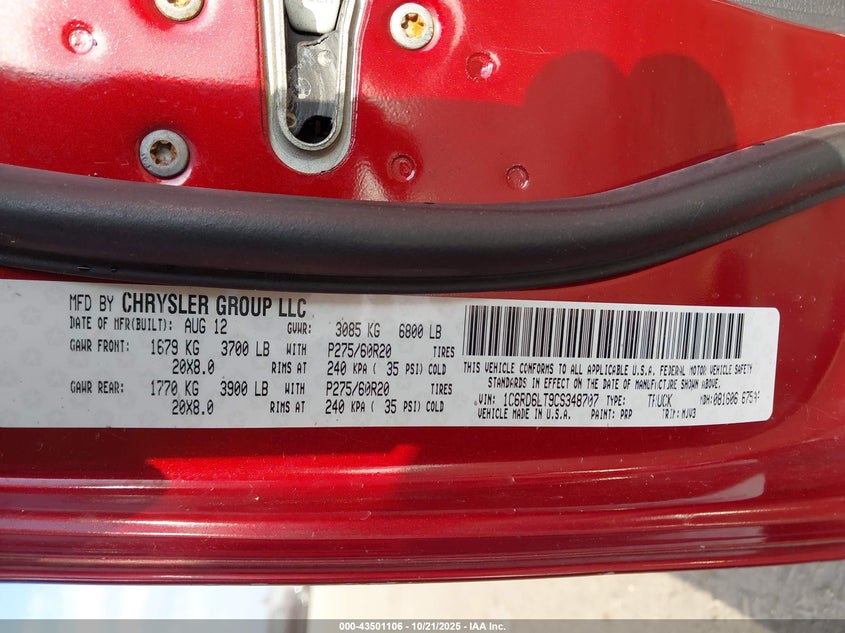 MFD BY CHRYSLER GROUP LLC
DATE OF MFR(BUILT): AUG 12 GVWR: 3085 KG 6800 LB
GAWR FRONT: 1679 KG 3700 LB WITH P275/60R20 TIRES
20X8.0 RIMS AT 240 KPA ( 35 PSI) COLD
GAWR REAR: 1770 KG 3900 LB WITH P275/60R20 TIRES
20X8.0 RIMS AT 240 KPA ( 35 PSI) COLD
THIS VEHICLE CONFORMS TO ALL APPLICABLE U.S.A. FEDERAL MOTOR VEHICLE SAFETY
STANDARDS IN EFFECT ON THE DATE OF MANUFACTURE SHOWN ABOVE.
VIN: 1C6RD6LT9CS348707 TYPE: TRUCK MDH: 081606
VEHICLE MADE IN U.S.A. PAINT: PRP TRIM: MJV3
000-43501106 - 10/21/2025 - IAA Inc.